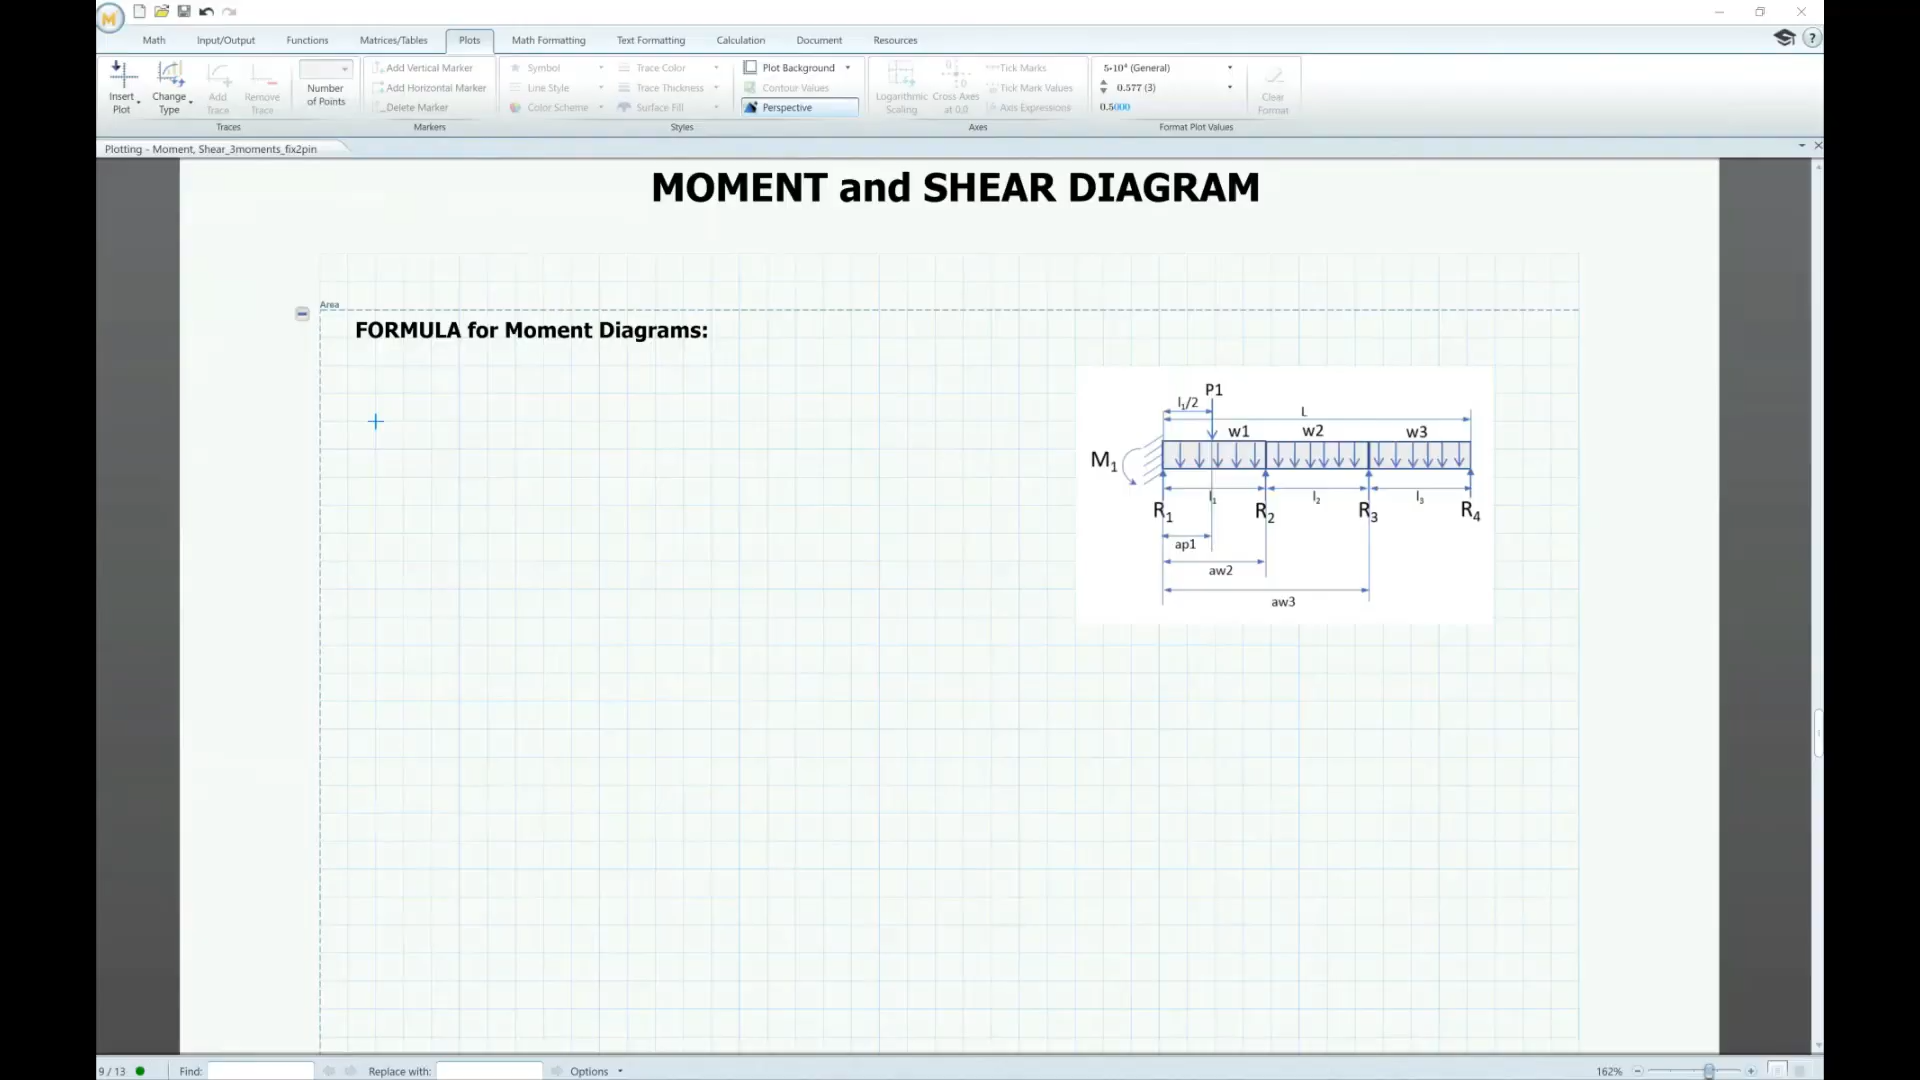 M
Math Input/Output Functions Matrices/Tables Plots Math Formatting Text Formatting Calculation Document Resources ?
Insert Plot
Change Type
Add Trace
Remove Trace
Number of Points
Traces
Add Vertical Marker
Add Horizontal Marker
Delete Marker
Markers
Symbol
Line Style
Color Scheme
Trace Color
Trace Thickness
Surface Fill
Plot Background
Contour Values
Perspective
Styles
Logarithmic Scaling
Cross Axes at 0,0
Tick Marks
Tick Mark Values
Axis Expressions
Axes
5•10⁴ (General)
0.577 (3)
0.5000
Clear Format
Format Plot Values
Plotting - Moment, Shear_3moments_fix2pin
MOMENT and SHEAR DIAGRAM
Area
FORMULA for Moment Diagrams:
P1
l₁/2
L
w1 w2 w3
M₁
l₁ l₂ l₃
R₁ R₂ R₃ R₄
ap1
aw2
aw3
9 / 13 Find: Replace with: Options 162%